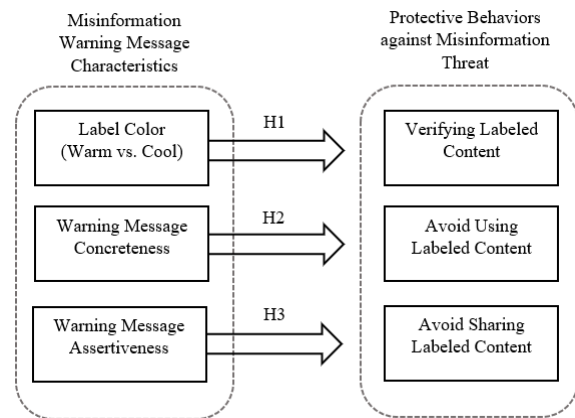 Misinformation
Warning Message
Characteristics
Protective Behaviors
against Misinformation
Threat
Label Color
(Warm vs. Cool)
H1
Verifying Labeled
Content
Warning Message
Concreteness
H2
Avoid Using
Labeled Content
Warning Message
Assertiveness
H3
Avoid Sharing
Labeled Content